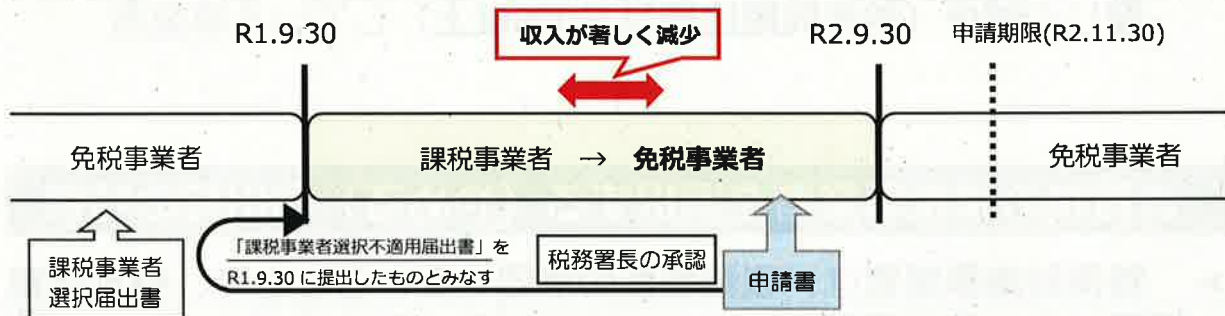 R1.9.30
収入が著しく減少
R2.9.30
申請期限(R2.11.30)
免税事業者
課税事業者 → 免税事業者
免税事業者
課税事業者
選択届出書
「課税事業者選択不適用届出書」を
R1.9.30 に提出したものとみなす
税務署長の承認
申請書